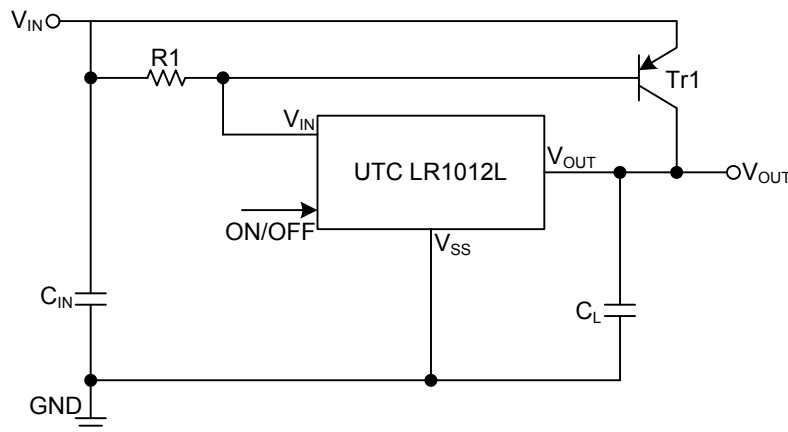 VIN
R1
Tr1
VIN
UTC LR1012L
VOUT
VOUT
ON/OFF
VSS
CIN
CL
GND